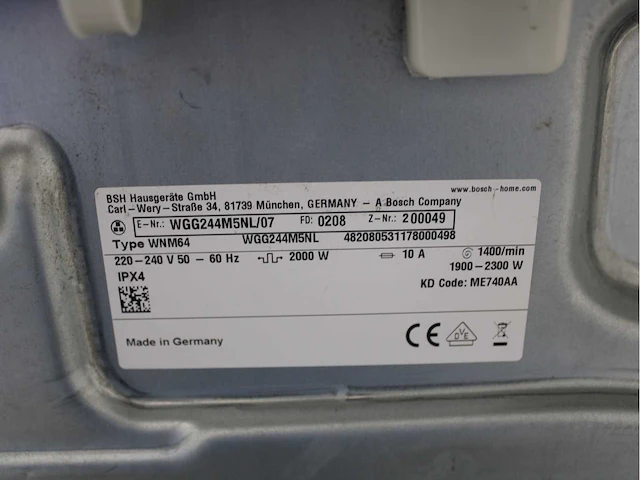 www.bosch-home.com
BSH Hausgeräte GmbH
Carl-Wery-Straße 34, 81739 München, GERMANY - A Bosch Company
E-Nr.: WGG244M5NL/07 FD: 0208 Z-Nr.: 200049
Type WNM64 WGG244M5NL 482080531178000498
220-240 V 50 - 60 Hz 2000 W 10 A 1400/min
1900-2300 W
IPX4 KD Code: ME740AA
Made in Germany CE DVE